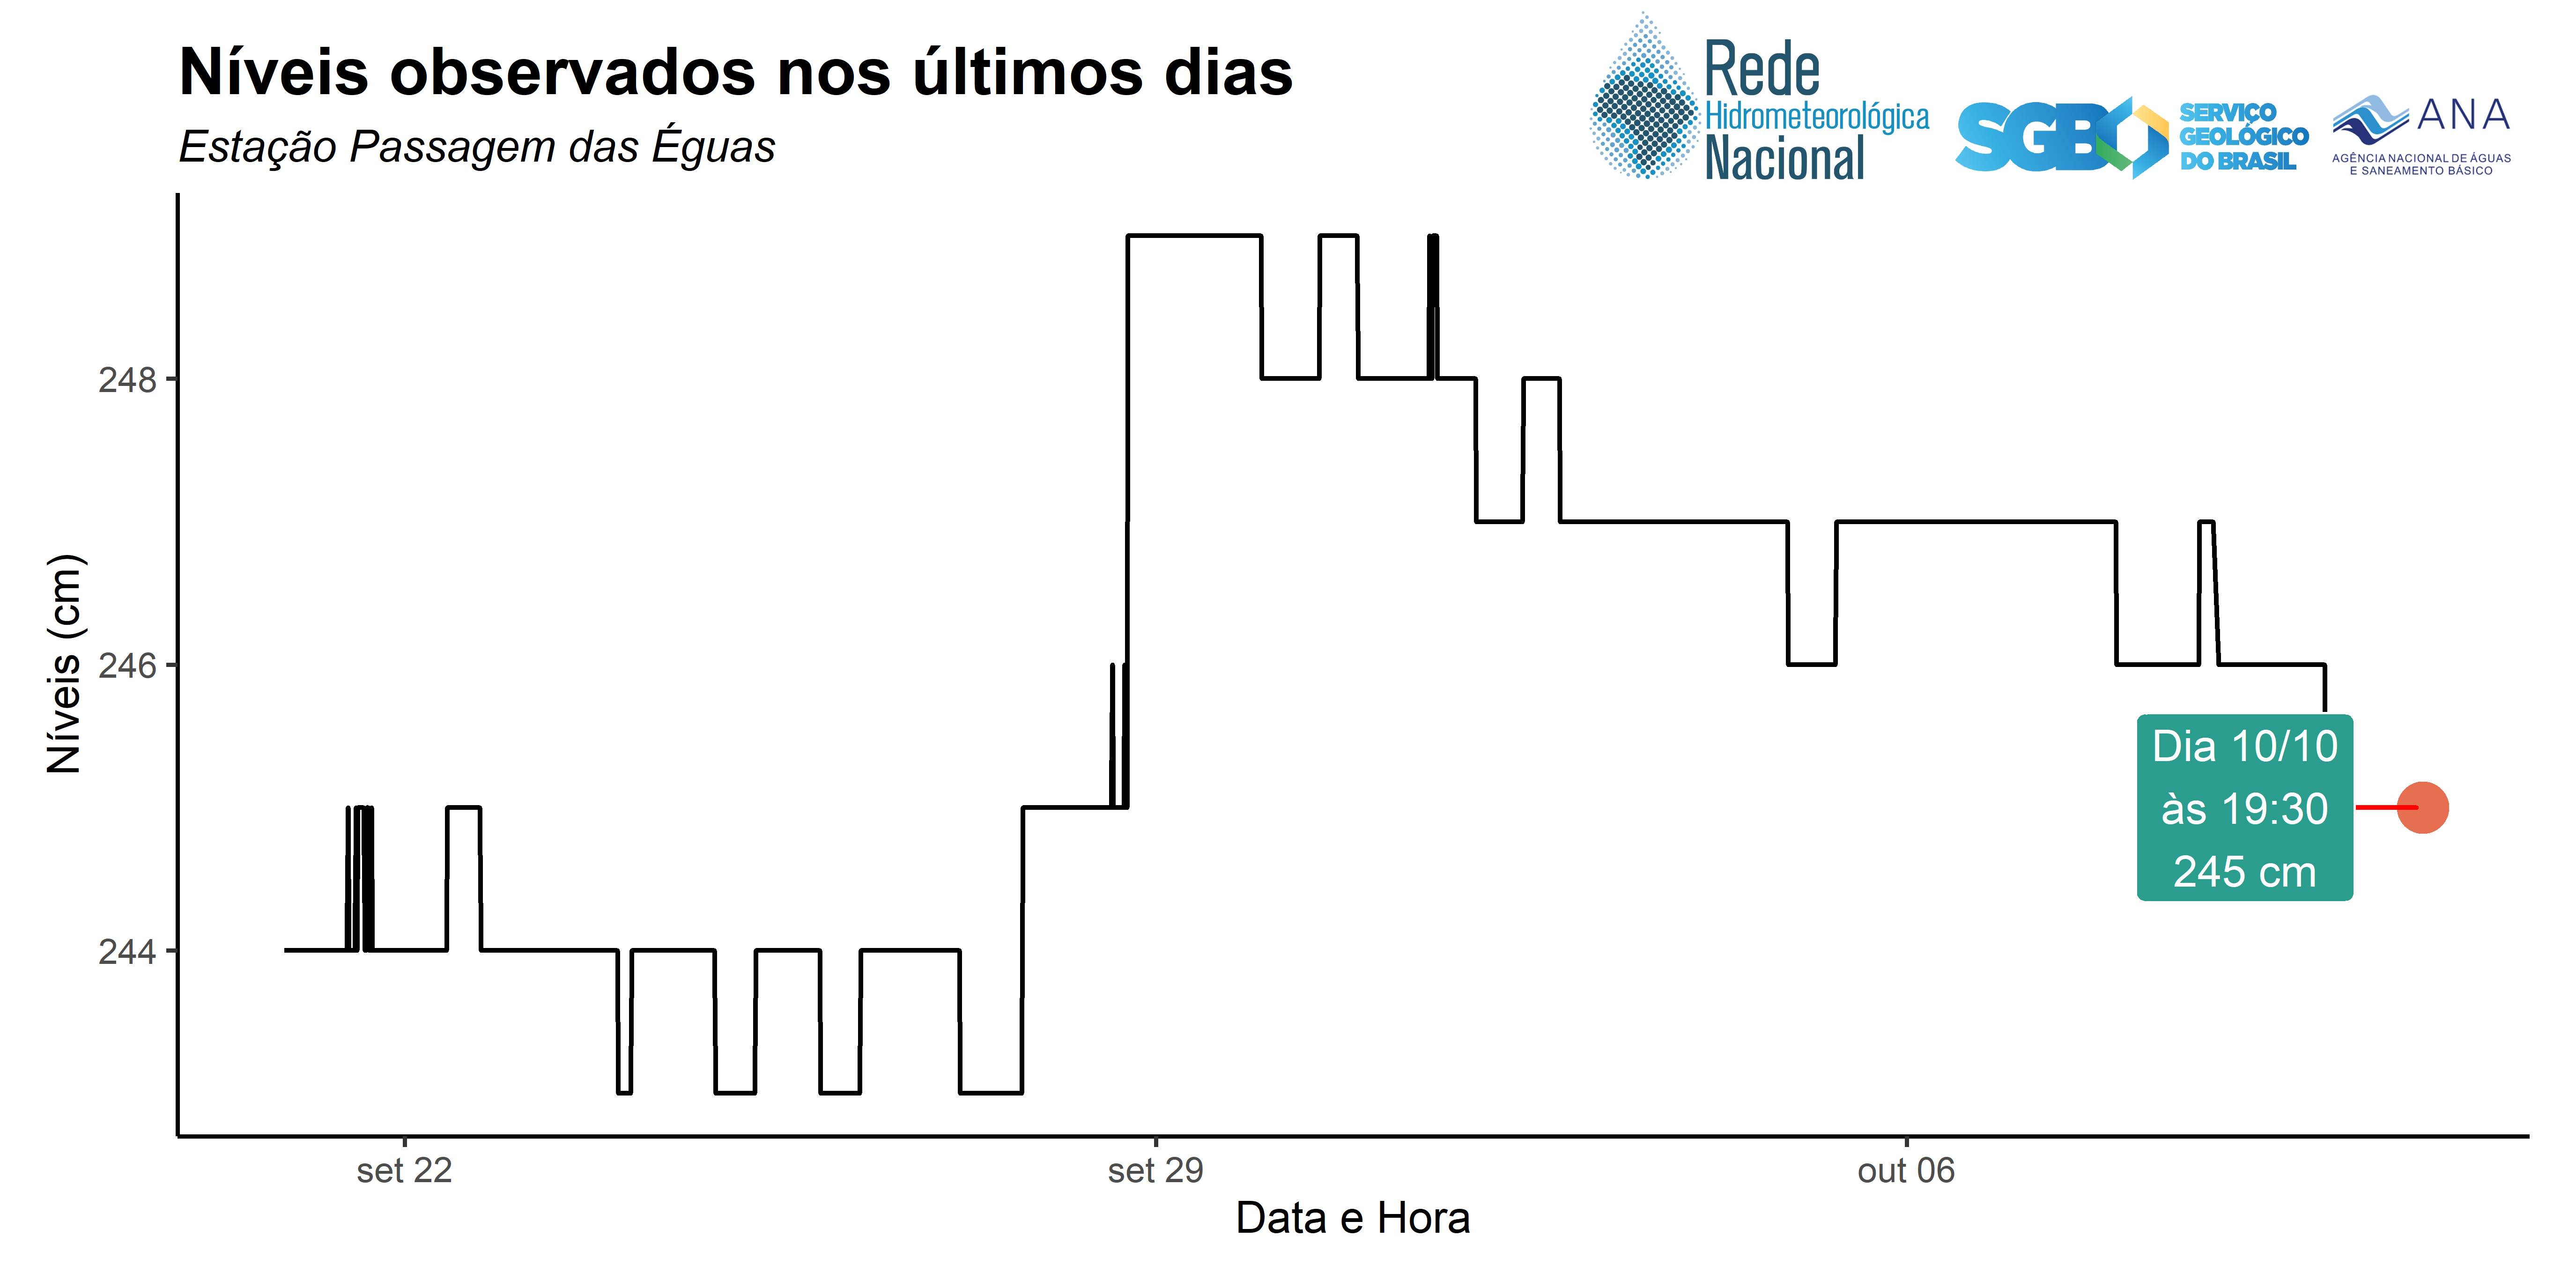 Níveis observados nos últimos dias
Estação Passagem das Éguas
Rede
Hidrometeorológica
Nacional
SGB
SERVIÇO
GEOLÓGICO
DO BRASIL
ANA
AGÊNCIA NACIONAL DE ÁGUAS
E SANEAMENTO BÁSICO
Níveis (cm)
248
246
244
Dia 10/10
às 19:30
245 cm
set 22
set 29
out 06
Data e Hora